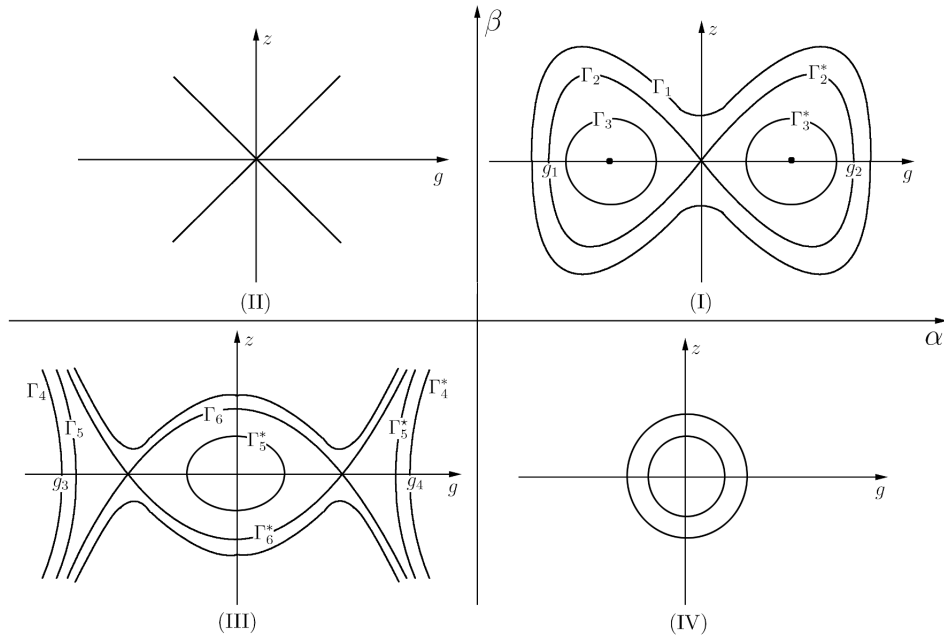 β
z
g
(II)
z
Γ₁
Γ₂
Γ₂*
Γ₃
Γ₃*
g₁
g₂
g
(I)
α
z
Γ₄
Γ₄*
Γ₅
Γ₆
Γ₅*
Γ₅*
g₃
g₄
g
Γ₆*
(III)
z
g
(IV)